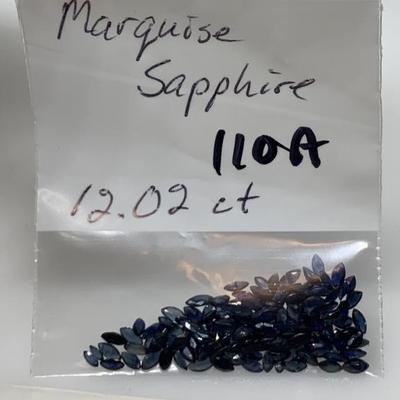 Marquise
Sapphire
110A
12.02 ct